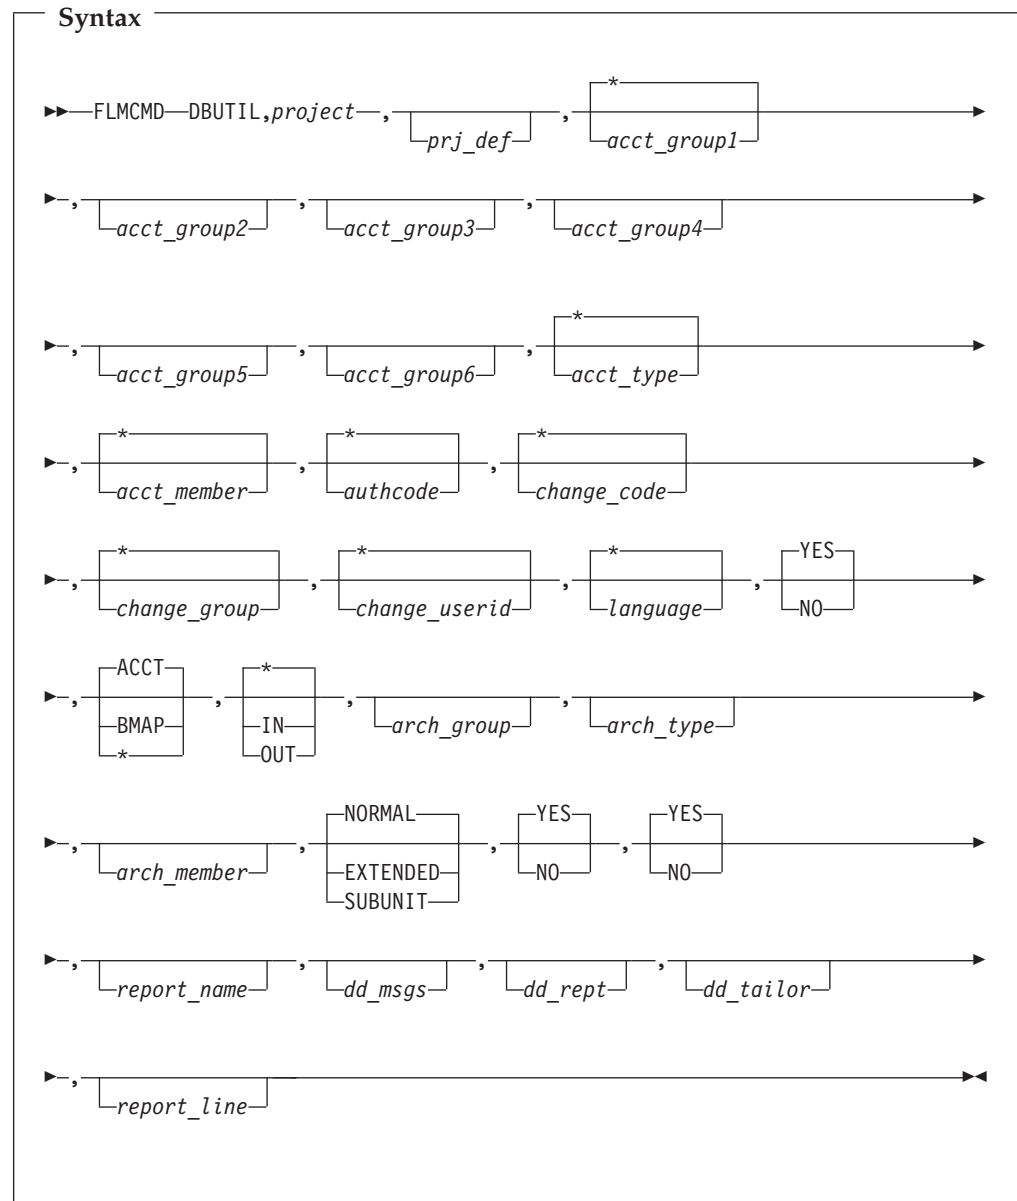 Syntax
*
FLMCMD DBUTIL,project , , ,
prj_def acct_group1
, , ,
acct_group2 acct_group3 acct_group4
*
, , ,
acct_group5 acct_group6 acct_type
* * *
, , ,
acct_member authcode change_code
* * * YES
, , , ,
change_group change_userid language NO
ACCT *
, , , ,
BMAP IN arch_group arch_type
* OUT
NORMAL YES YES
, , , ,
arch_member EXTENDED NO NO
SUBUNIT
, , , ,
report_name dd_msgs dd_rept dd_tailor
,
report_line